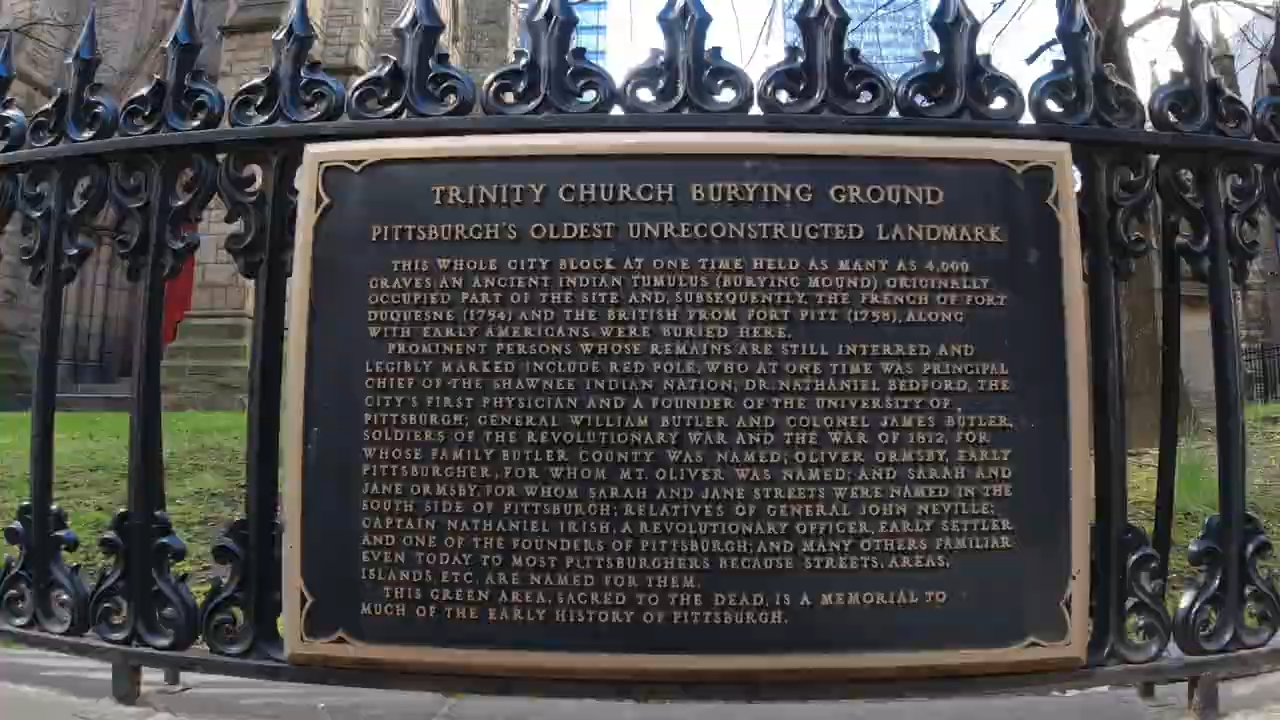 TRINITY CHURCH BURYING GROUND
PITTSBURGH'S OLDEST UNRECONSTRUCTED LANDMARK
THIS WHOLE CITY BLOCK AT ONE TIME HELD AS MANY AS 4,000
GRAVES AN ANCIENT INDIAN TUMULUS (BURYING MOUND) ORIGINALLY
OCCUPIED PART OF THE SITE AND, SUBSEQUENTLY, THE FRENCH OF FORT
DUQUESNE (1754) AND THE BRITISH FROM FORT PITT (1758), ALONG
WITH EARLY AMERICANS WERE BURIED HERE.
PROMINENT PERSONS WHOSE REMAINS ARE STILL INTERRED AND
LEGIBLY MARKED INCLUDE RED POLE, WHO AT ONE TIME WAS PRINCIPAL
CHIEF OF THE SHAWNEE INDIAN NATION; DR. NATHANIEL BEDFORD, THE
CITY'S FIRST PHYSICIAN AND A FOUNDER OF THE UNIVERSITY OF
PITTSBURGH; GENERAL WILLIAM BUTLER AND COLONEL JAMES BUTLER,
SOLDIERS OF THE REVOLUTIONARY WAR AND THE WAR OF 1812, FOR
WHOSE FAMILY BUTLER COUNTY WAS NAMED; OLIVER ORMSBY, EARLY
PITTSBURGHER, FOR WHOM MT. OLIVER WAS NAMED; AND SARAH AND
JANE ORMSBY, FOR WHOM SARAH AND JANE STREETS WERE NAMED IN THE
SOUTH SIDE OF PITTSBURGH; RELATIVES OF GENERAL JOHN NEVILLE;
CAPTAIN NATHANIEL IRISH, A REVOLUTIONARY OFFICER, EARLY SETTLER
AND ONE OF THE FOUNDERS OF PITTSBURGH; AND MANY OTHERS FAMILIAR
EVEN TODAY TO MOST PITTSBURGHERS BECAUSE STREETS, AREAS,
ISLANDS, ETC. ARE NAMED FOR THEM.
THIS GREEN AREA, SACRED TO THE DEAD, IS A MEMORIAL TO
MUCH OF THE EARLY HISTORY OF PITTSBURGH.